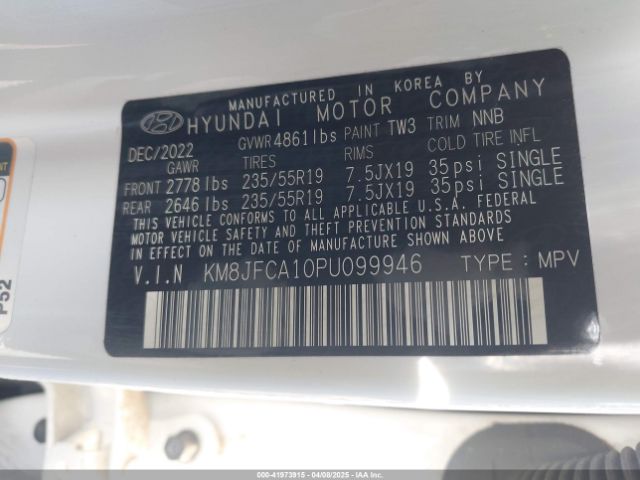 MANUFACTURED IN KOREA BY
HYUNDAI MOTOR COMPANY
DEC/2022 GVWR 4861 lbs PAINT TW3 TRIM NNB
GAWR TIRES RIMS COLD TIRE INFL
FRONT 2778 lbs 235/55R19 7.5JX19 35 psi SINGLE
REAR 2646 lbs 235/55R19 7.5JX19 35 psi SINGLE
THIS VEHICLE CONFORMS TO ALL APPLICABLE U.S.A. FEDERAL
MOTOR VEHICLE SAFETY, BUMPER, AND THEFT PREVENTION STANDARDS
IN EFFECT ON THE DATE OF MANUFACTURE SHOWN ABOVE.
V.I.N KM8JFCA10PU099946 TYPE : MPV
P52
000-41973915 - 04/08/2025 - IAAI.COM